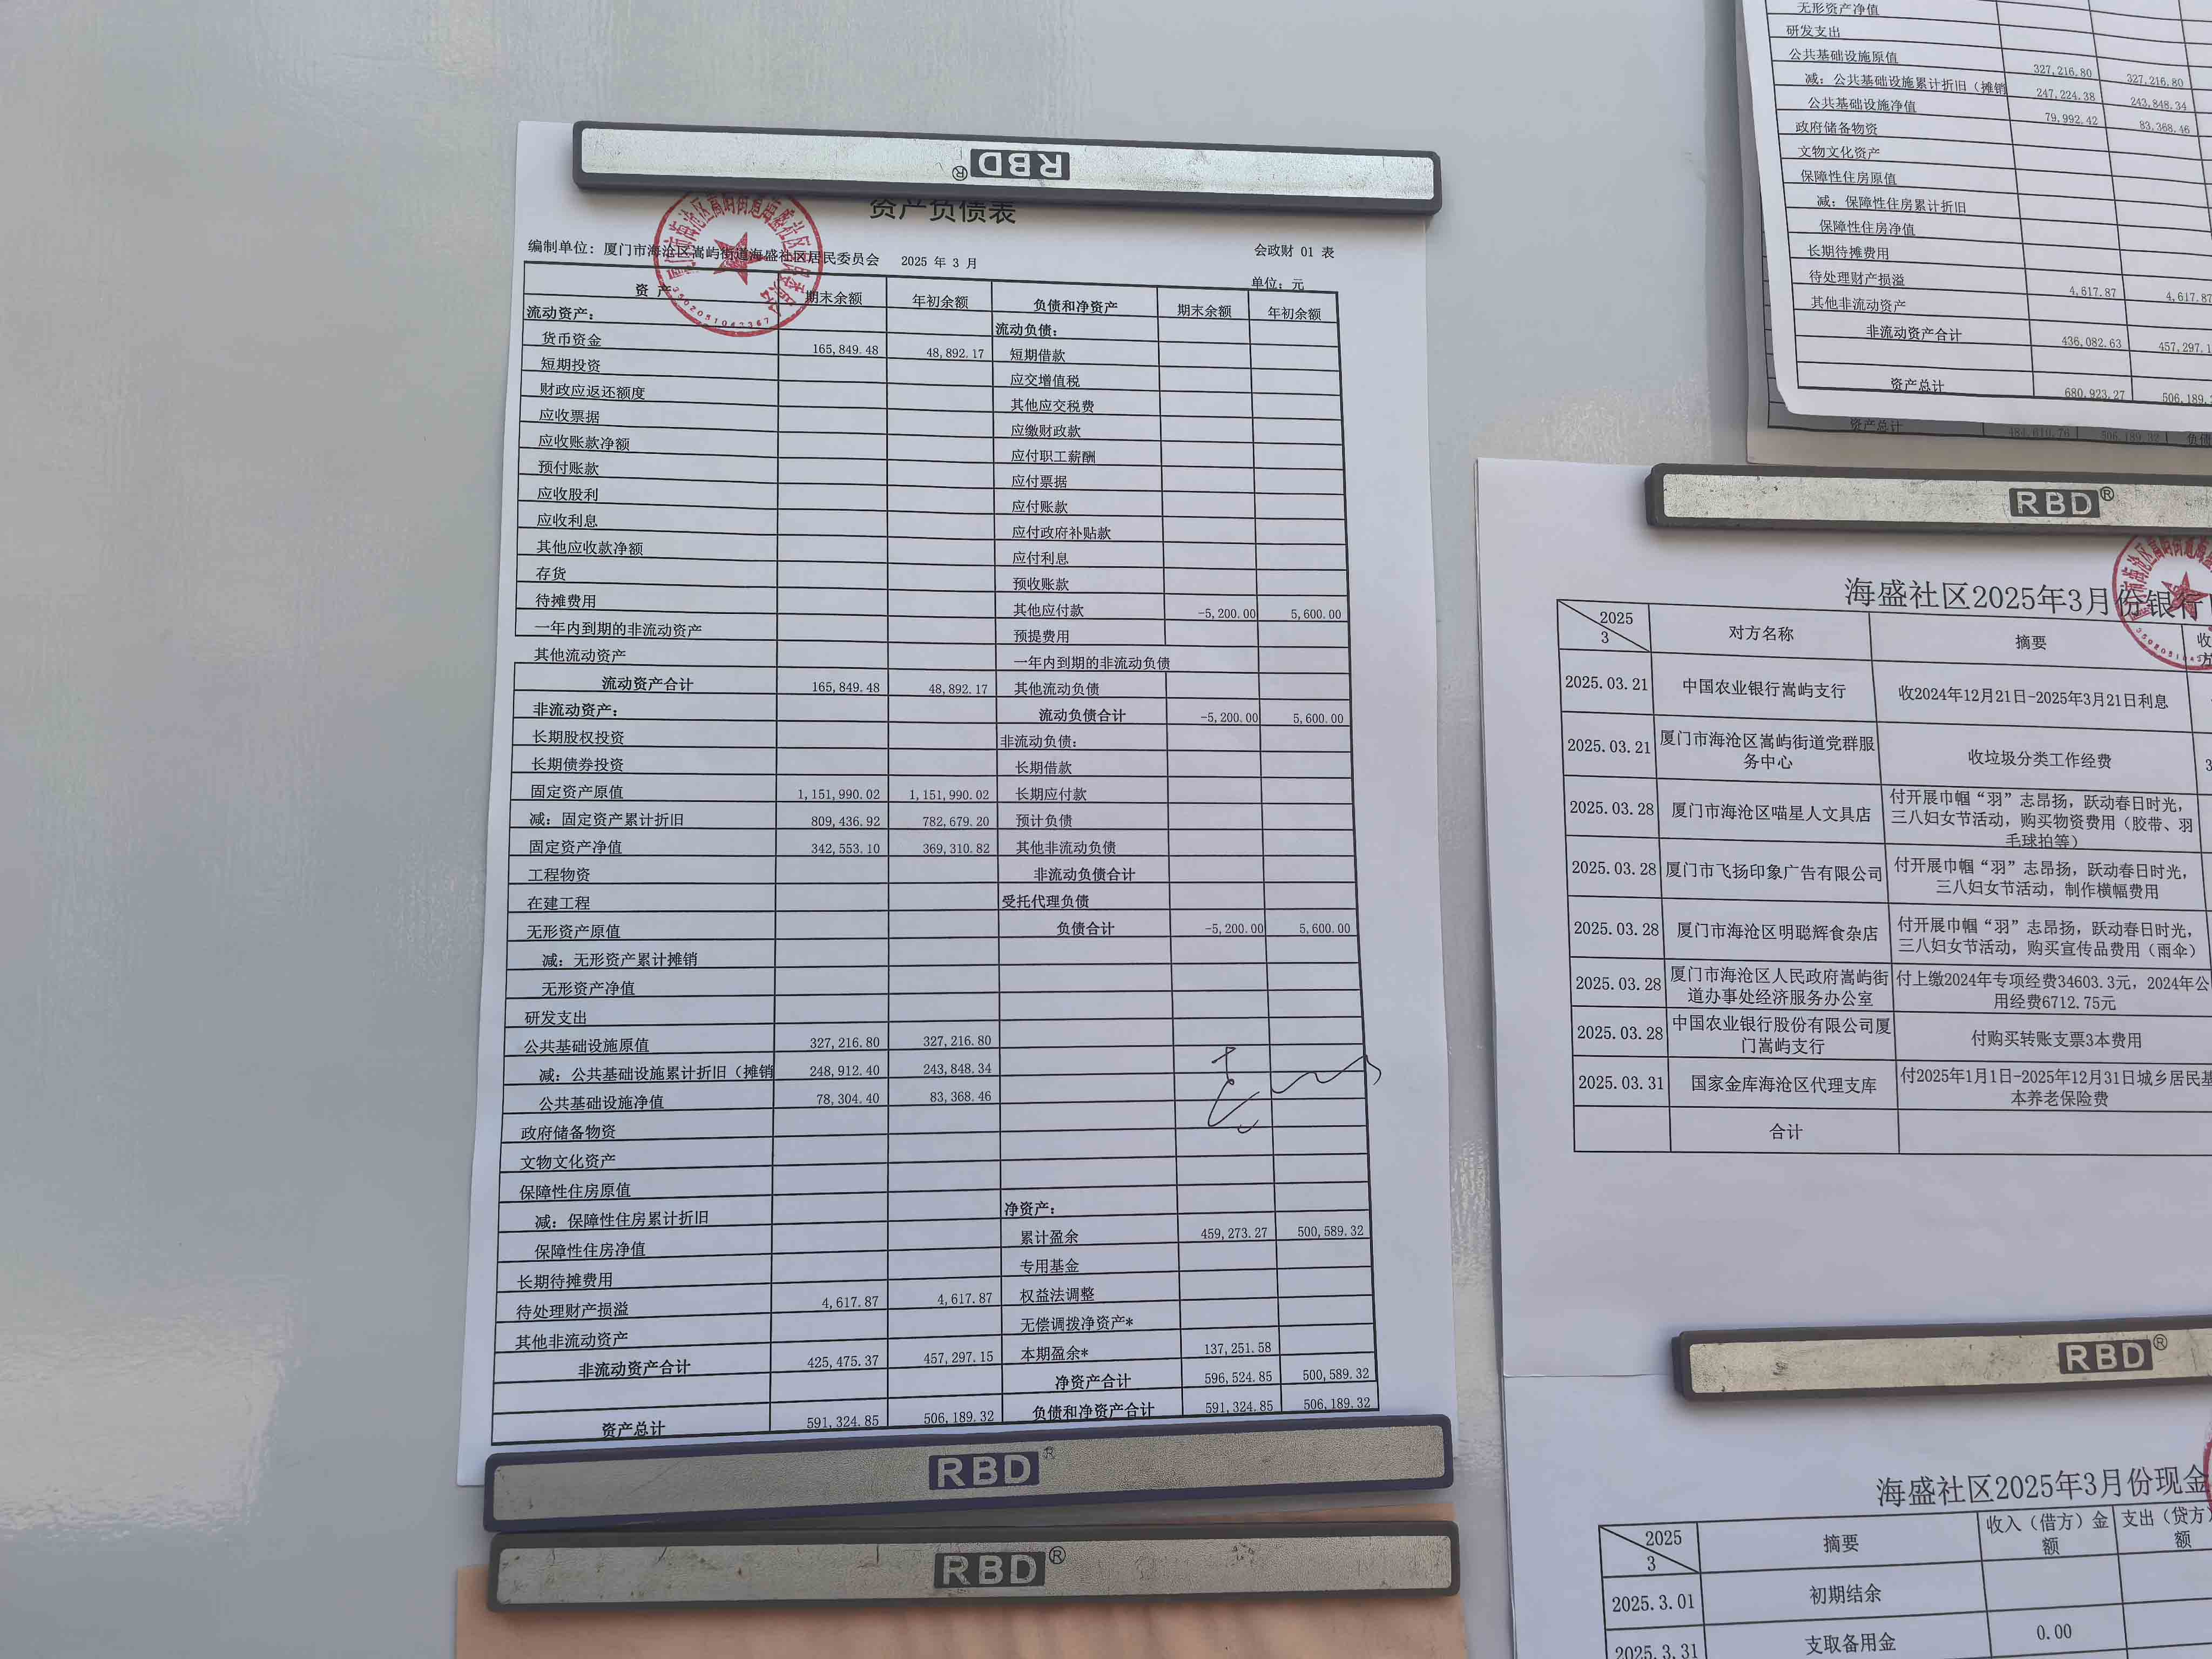 RBD®
资产负债表
编制单位：厦门市海沧区嵩屿街道海盛社区居民委员会 2025 年 3 月 会政财 01 表
单位：元
资 产 期末余额 年初余额 负债和净资产 期末余额 年初余额
流动资产： 流动负债：
货币资金 165,849.48 48,892.17 短期借款
短期投资 应交增值税
财政应返还额度 其他应交税费
应收票据 应缴财政款
应收账款净额 应付职工薪酬
预付账款 应付票据
应收股利 应付账款
应收利息 应付政府补贴款
其他应收款净额 应付利息
存货 预收账款
待摊费用 其他应付款 -5,200.00 5,600.00
一年内到期的非流动资产 预提费用
其他流动资产 一年内到期的非流动负债
流动资产合计 165,849.48 48,892.17 其他流动负债
非流动资产： 流动负债合计 -5,200.00 5,600.00
长期股权投资 非流动负债：
长期债券投资 长期借款
固定资产原值 1,151,990.02 1,151,990.02 长期应付款
减：固定资产累计折旧 809,436.92 782,679.20 预计负债
固定资产净值 342,553.10 369,310.82 其他非流动负债
工程物资 非流动负债合计
在建工程 受托代理负债
无形资产原值 负债合计 -5,200.00 5,600.00
减：无形资产累计摊销
无形资产净值
研发支出
公共基础设施原值 327,216.80 327,216.80
减：公共基础设施累计折旧（摊销 248,912.40 243,848.34
公共基础设施净值 78,304.40 83,368.46
政府储备物资
文物文化资产
保障性住房原值
减：保障性住房累计折旧 净资产：
保障性住房净值 累计盈余 459,273.27 500,589.32
长期待摊费用 专用基金
待处理财产损溢 4,617.87 4,617.87 权益法调整
其他非流动资产 无偿调拨净资产*
非流动资产合计 425,475.37 457,297.15 本期盈余* 137,251.58
净资产合计 596,524.85 500,589.32
资产总计 591,324.85 506,189.32 负债和净资产合计 591,324.85 506,189.32
RBD®
RBD®
无形资产净值
研发支出
公共基础设施原值 327,216.80 327,216.80
减：公共基础设施累计折旧（摊销 247,224.38 243,848.34
公共基础设施净值 79,992.42 83,368.46
政府储备物资
文物文化资产
保障性住房原值
减：保障性住房累计折旧
保障性住房净值
长期待摊费用
待处理财产损溢 4,617.87 4,617.87
其他非流动资产
非流动资产合计 436,082.63 457,297.1
资产总计 680,923.27 506,189.
资产总计 484,610.76 506,189.32 负债
RBD®
海盛社区2025年3月份银行
2025 3 对方名称 摘要 收
2025.03.21 中国农业银行嵩屿支行 收2024年12月21日-2025年3月21日利息
2025.03.21 厦门市海沧区嵩屿街道党群服务中心 收垃圾分类工作经费 3
2025.03.28 厦门市海沧区喵星人文具店 付开展巾帼“羽”志昂扬，跃动春日时光，三八妇女节活动，购买物资费用（胶带、羽毛球拍等）
2025.03.28 厦门市飞扬印象广告有限公司 付开展巾帼“羽”志昂扬，跃动春日时光，三八妇女节活动，制作横幅费用
2025.03.28 厦门市海沧区明聪辉食杂店 付开展巾帼“羽”志昂扬，跃动春日时光，三八妇女节活动，购买宣传品费用（雨伞）
2025.03.28 厦门市海沧区人民政府嵩屿街道办事处经济服务办公室 付上缴2024年专项经费34603.3元，2024年公用经费6712.75元
2025.03.28 中国农业银行股份有限公司厦门嵩屿支行 付购买转账支票3本费用
2025.03.31 国家金库海沧区代理支库 付2025年1月1日-2025年12月31日城乡居民基本养老保险费
合计
RBD®
海盛社区2025年3月份现金
2025 3 摘要 收入（借方）金额 支出（贷方）额
2025.3.01 初期结余
2025.3.31 支取备用金 0.00